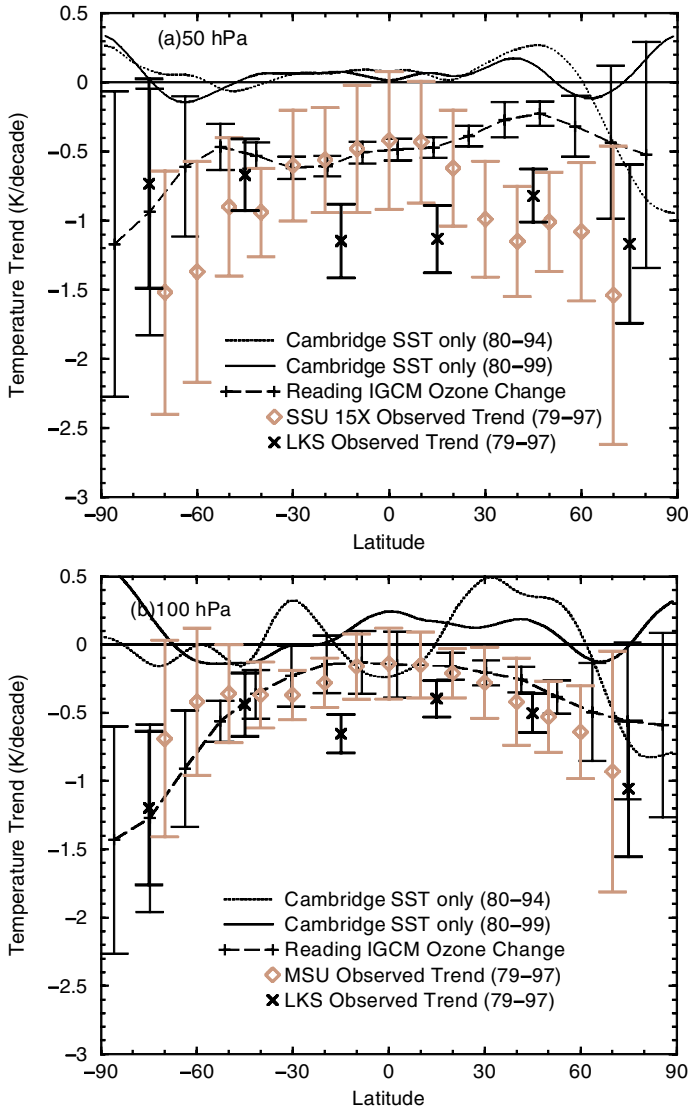 (a)50 hPa
Temperature Trend (K/decade)
0.5
0
−0.5
−1
−1.5
−2
−2.5
−3
Cambridge SST only (80−94)
Cambridge SST only (80−99)
Reading IGCM Ozone Change
SSU 15X Observed Trend (79−97)
LKS Observed Trend (79−97)
−90 −60 −30 0 30 60 90
Latitude
(b)100 hPa
Temperature Trend (K/decade)
0.5
0
−0.5
−1
−1.5
−2
−2.5
−3
Cambridge SST only (80−94)
Cambridge SST only (80−99)
Reading IGCM Ozone Change
MSU Observed Trend (79−97)
LKS Observed Trend (79−97)
−90 −60 −30 0 30 60 90
Latitude